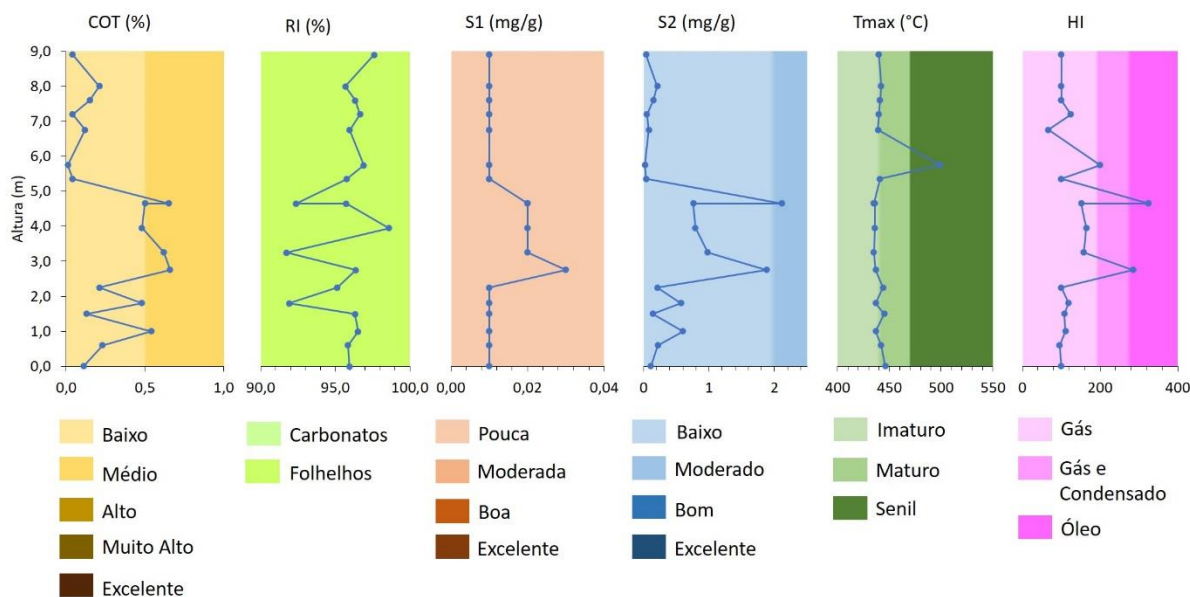 COT (%)
RI (%)
S1 (mg/g)
S2 (mg/g)
Tmax (°C)
HI
Altura (m)
9,0
8,0
7,0
6,0
5,0
4,0
3,0
2,0
1,0
0,0
0,0 0,5 1,0
90,0 95,0 100,0
0,00 0,02 0,04
0 1 2
400 450 500 550
0 200 400
Baixo
Médio
Alto
Muito Alto
Excelente
Carbonatos
Folhelhos
Pouca
Moderada
Boa
Excelente
Baixo
Moderado
Bom
Excelente
Imaturo
Maturo
Senil
Gás
Gás e
Condensado
Óleo